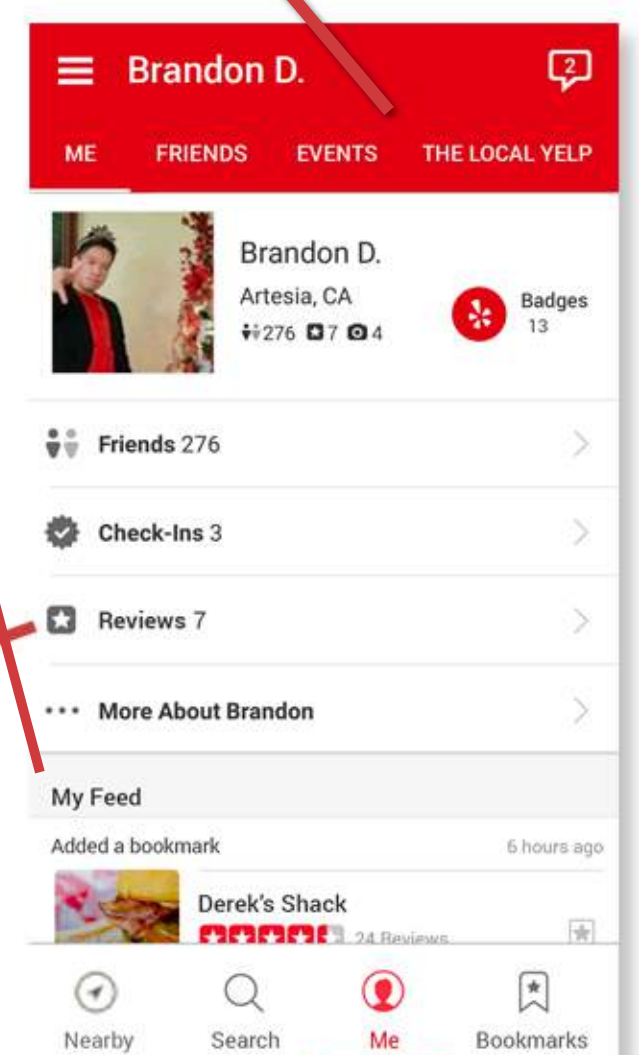 Brandon D.
2
ME FRIENDS EVENTS THE LOCAL YELP
Brandon D.
Artesia, CA
276 7 4
Badges
13
Friends 276
Check-Ins 3
Reviews 7
More About Brandon
My Feed
Added a bookmark 6 hours ago
Derek's Shack
24 Reviews
Nearby Search Me Bookmarks